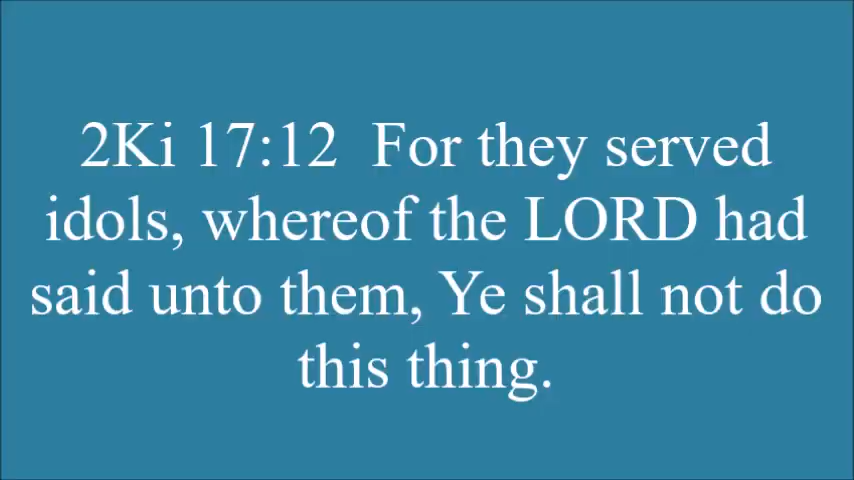 2Ki 17:12  For they served
idols, whereof the LORD had
said unto them, Ye shall not do
this thing.